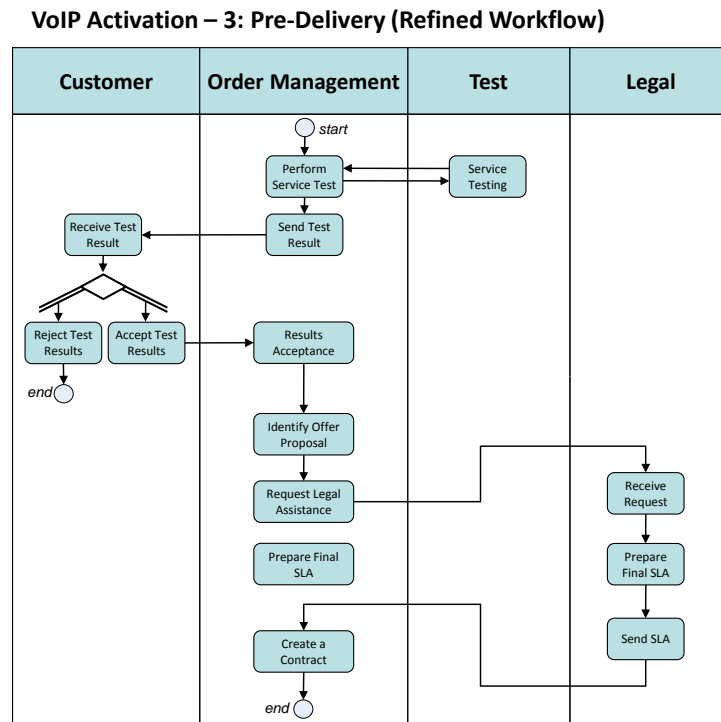 VoIP Activation – 3: Pre-Delivery (Refined Workflow)
Customer
Order Management
Test
Legal
start
Perform
Service Test
Service
Testing
Receive Test
Result
Send Test
Result
Reject Test
Results
Accept Test
Results
Results
Acceptance
end
Identify Offer
Proposal
Request Legal
Assistance
Receive
Request
Prepare Final
SLA
Prepare
Final SLA
Create a
Contract
Send SLA
end